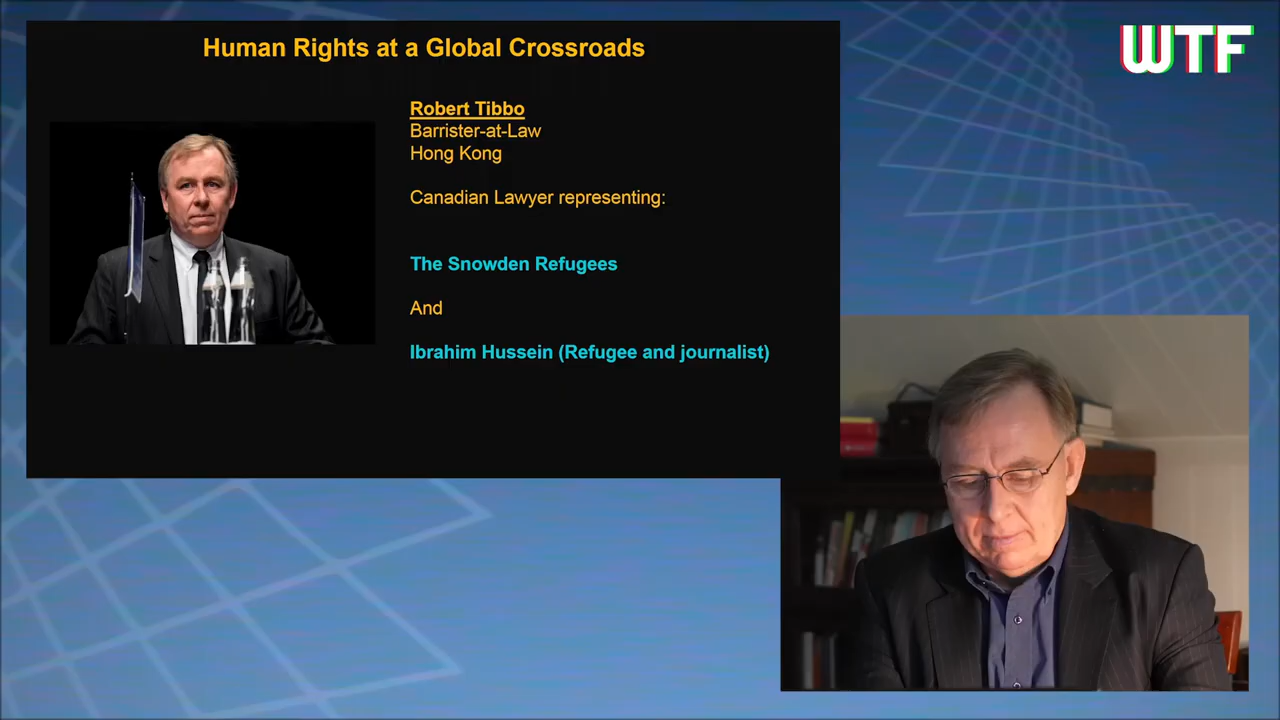 Human Rights at a Global Crossroads
WTF
Robert Tibbo
Barrister-at-Law
Hong Kong
Canadian Lawyer representing:
The Snowden Refugees
And
Ibrahim Hussein (Refugee and journalist)